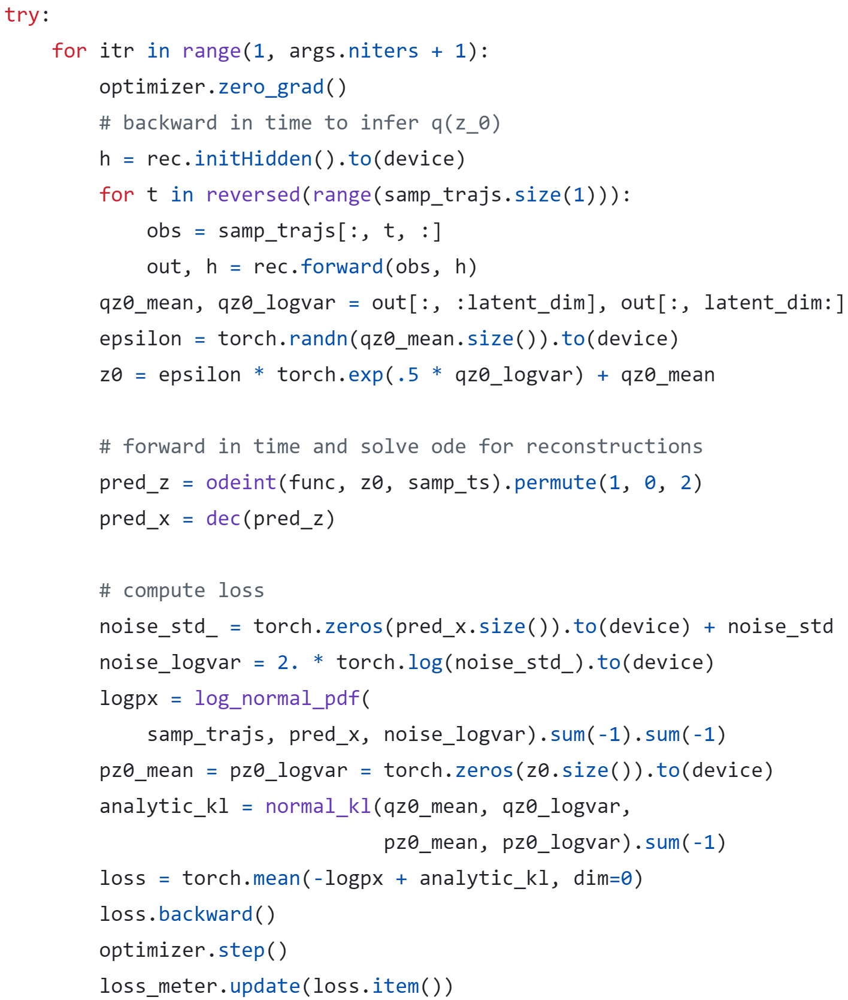 try:
    for itr in range(1, args.niters + 1):
        optimizer.zero_grad()
        # backward in time to infer q(z_0)
        h = rec.initHidden().to(device)
        for t in reversed(range(samp_trajs.size(1))):
            obs = samp_trajs[:, t, :]
            out, h = rec.forward(obs, h)
        qz0_mean, qz0_logvar = out[:, :latent_dim], out[:, latent_dim:]
        epsilon = torch.randn(qz0_mean.size()).to(device)
        z0 = epsilon * torch.exp(.5 * qz0_logvar) + qz0_mean

        # forward in time and solve ode for reconstructions
        pred_z = odeint(func, z0, samp_ts).permute(1, 0, 2)
        pred_x = dec(pred_z)

        # compute loss
        noise_std_ = torch.zeros(pred_x.size()).to(device) + noise_std
        noise_logvar = 2. * torch.log(noise_std_).to(device)
        logpx = log_normal_pdf(
            samp_trajs, pred_x, noise_logvar).sum(-1).sum(-1)
        pz0_mean = pz0_logvar = torch.zeros(z0.size()).to(device)
        analytic_kl = normal_kl(qz0_mean, qz0_logvar,
                                pz0_mean, pz0_logvar).sum(-1)
        loss = torch.mean(-logpx + analytic_kl, dim=0)
        loss.backward()
        optimizer.step()
        loss_meter.update(loss.item())